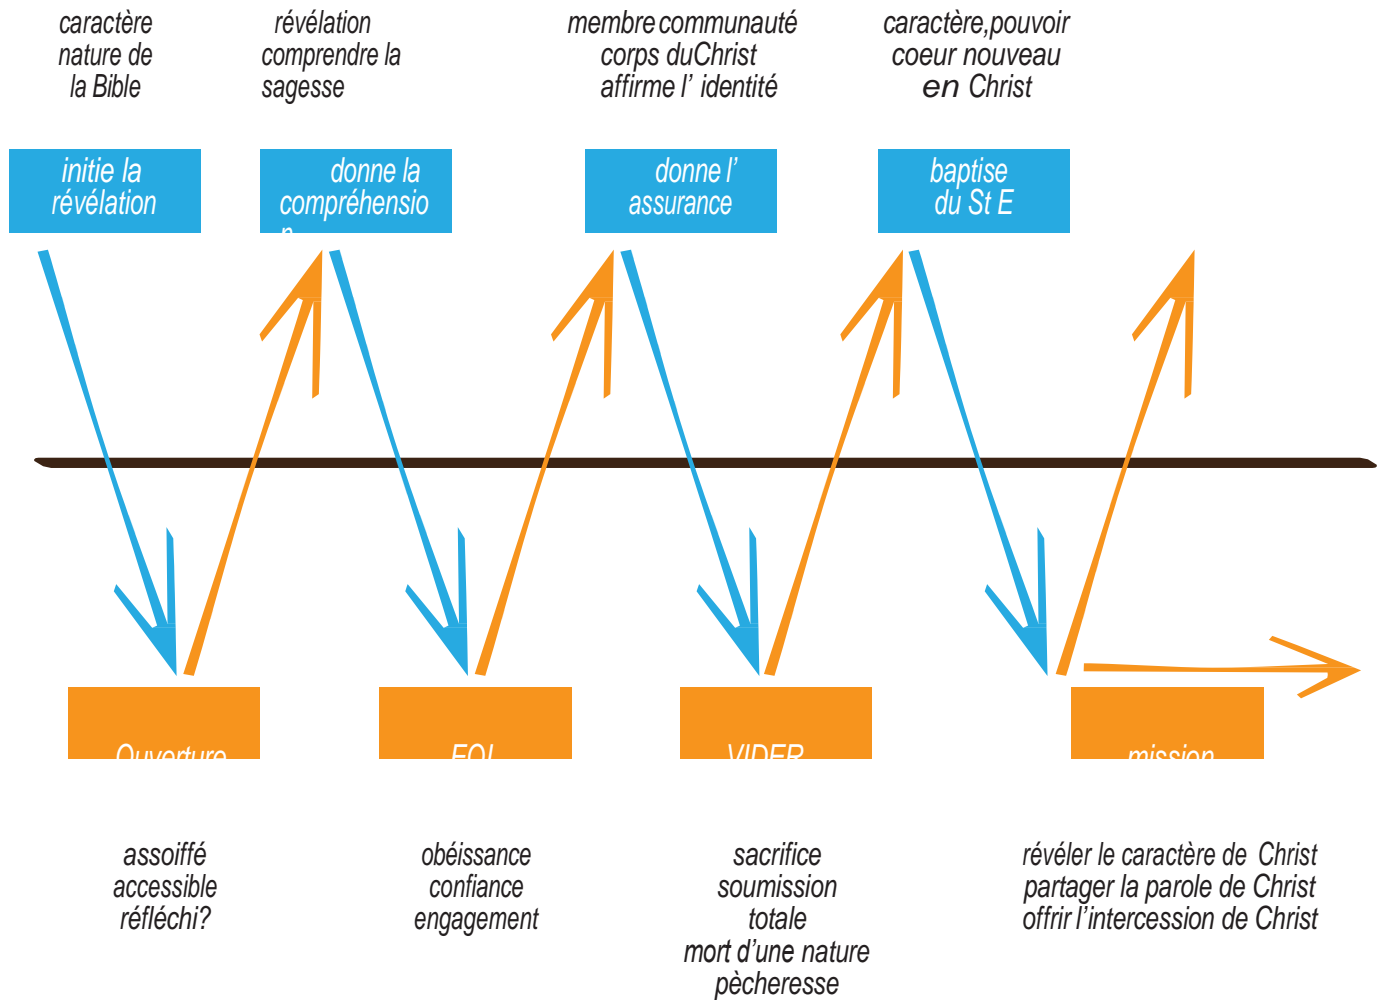 caractère
nature de
la Bible
révélation
comprendre la
sagesse
membre communauté
corps du Christ
affirme l' identité
caractère, pouvoir
coeur nouveau
en Christ
initie la
révélation
donne la
compréhensio
n
donne l'
assurance
baptise
du St E
Ouverture
FOI
VIDER
mission
assoiffé
accessible
réfléchi?
obéissance
confiance
engagement
sacrifice
soumission
totale
mort d'une nature
pècheresse
révéler le caractère de Christ
partager la parole de Christ
offrir l'intercession de Christ